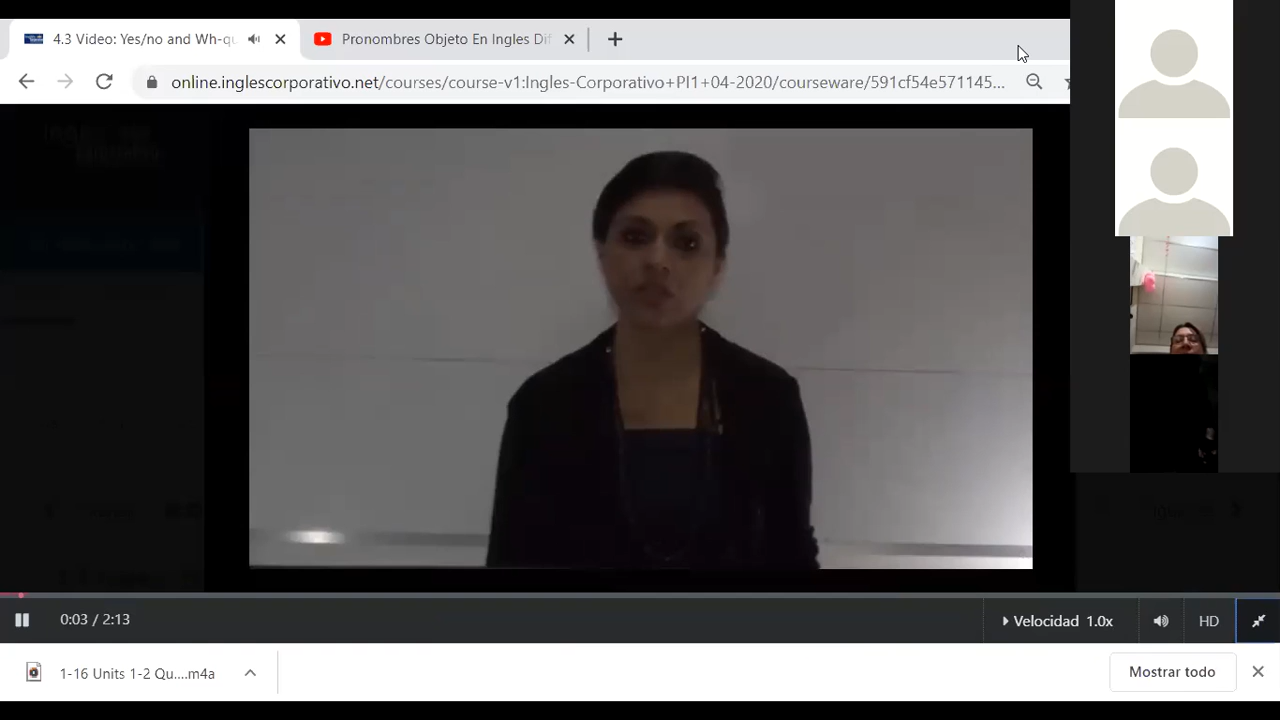 4.3 Video: Yes/no and Wh-qu
Pronombres Objeto En Ingles Dif
online.inglescorporativo.net/courses/course-v1:Ingles-Corporativo+PI1+04-2020/courseware/591cf54e571145...
0:03 / 2:13
Velocidad 1.0x
HD
1-16 Units 1-2 Qu....m4a
Mostrar todo